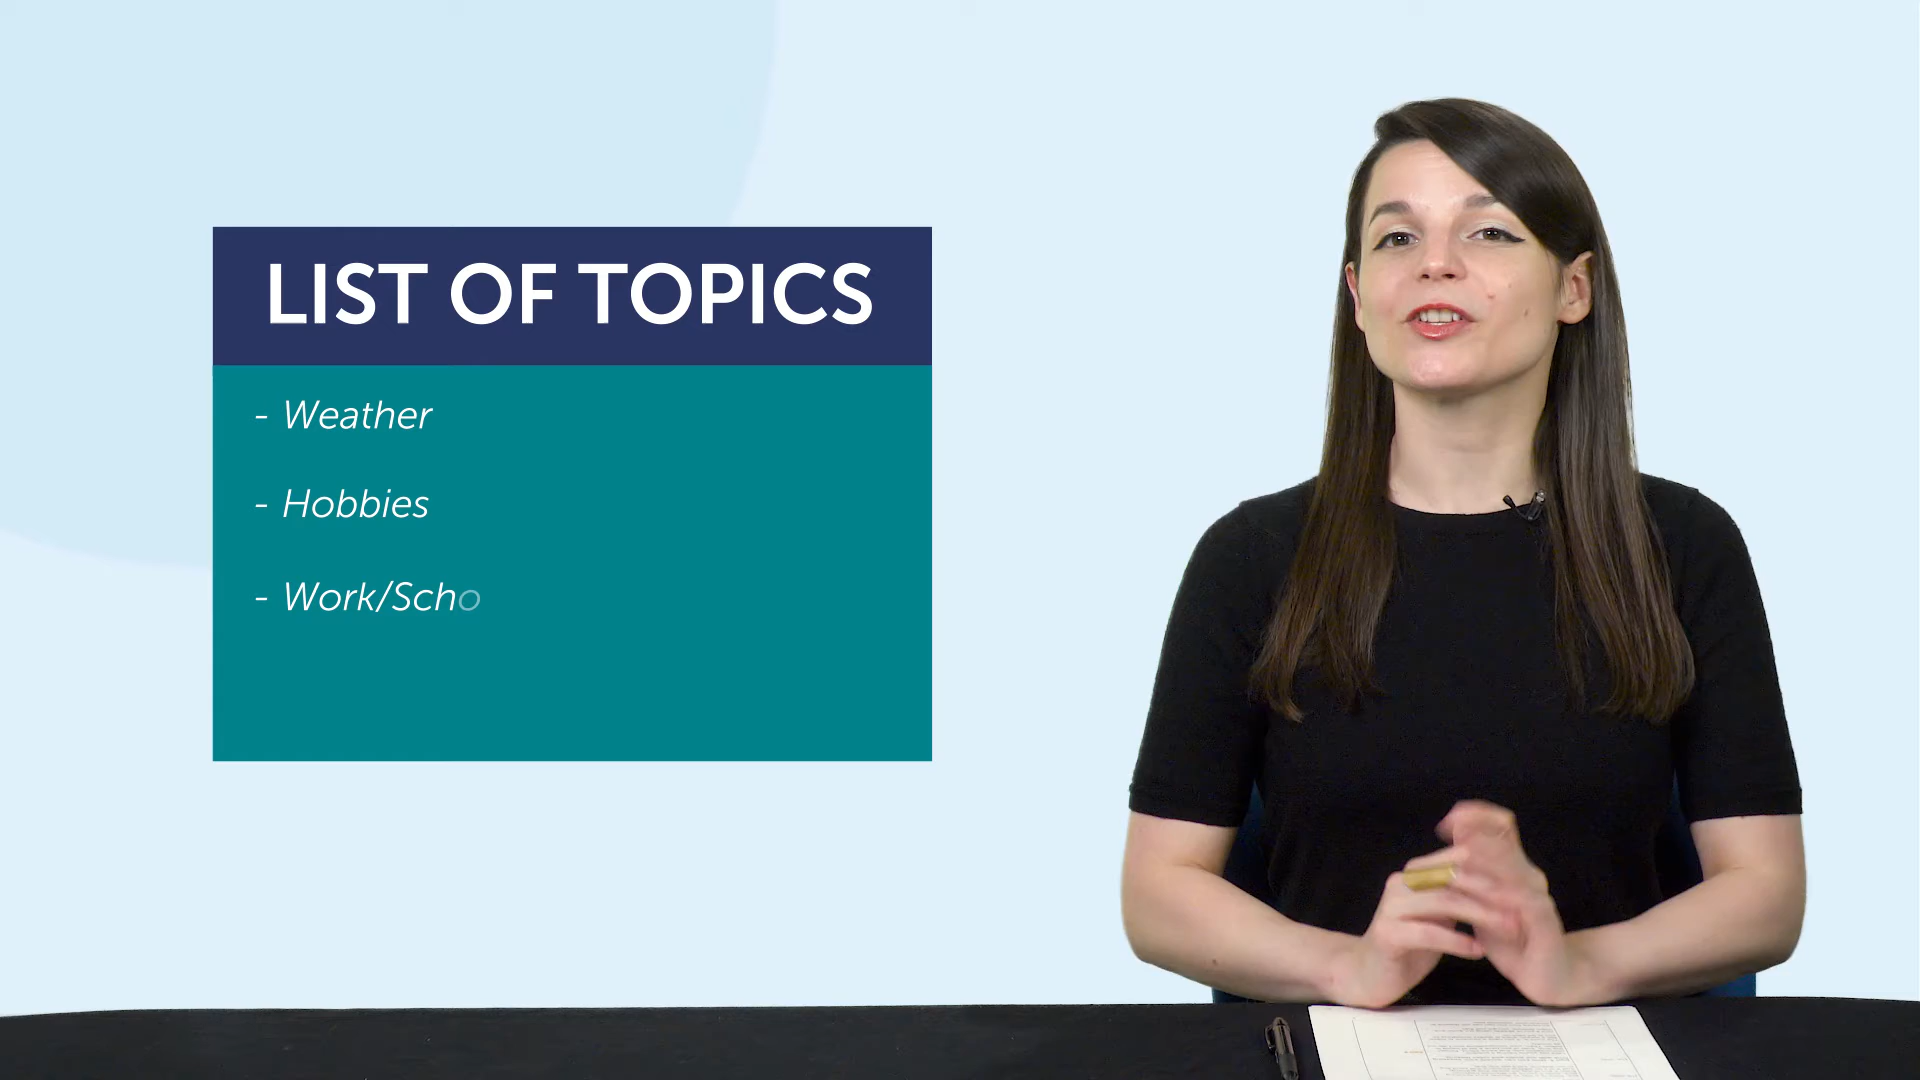 LIST OF TOPICS
- Weather
- Hobbies
- Work/Scho